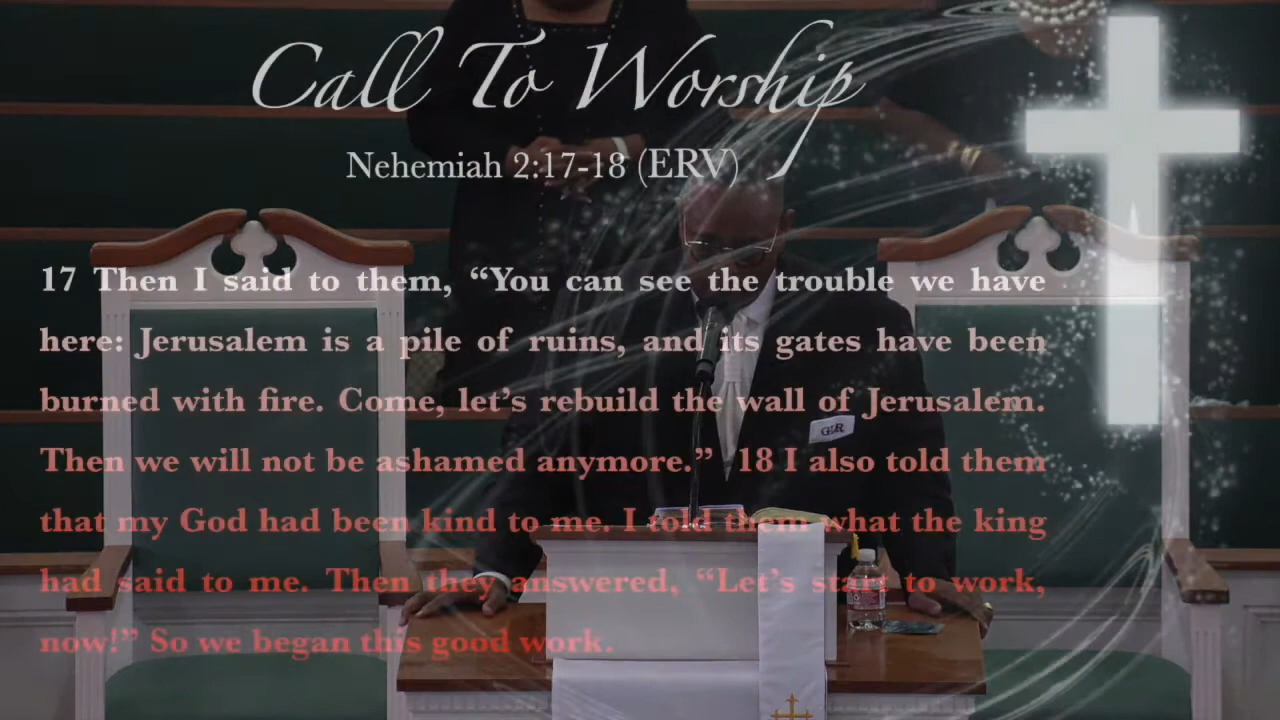 Call To Worship
Nehemiah 2:17-18 (ERV)
17 Then I said to them, “You can see the trouble we have
here: Jerusalem is a pile of ruins, and its gates have been
burned with fire. Come, let’s rebuild the wall of Jerusalem.
Then we will not be ashamed anymore.” 18 I also told them
that my God had been kind to me. I told them what the king
had said to me. Then they answered, “Let’s start to work,
now!” So we began this good work.